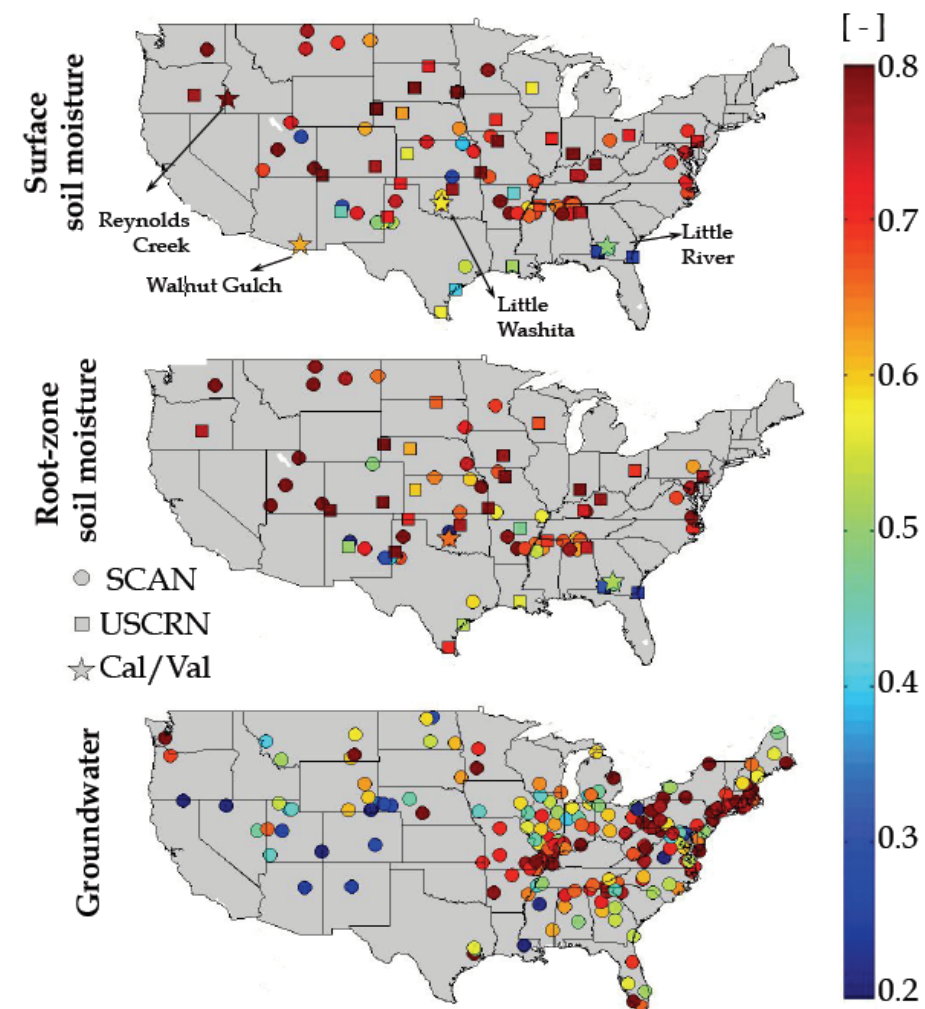 [ - ]
Surface
soil moisture
0.8
0.7
0.6
0.5
0.4
0.3
0.2
Reynolds
Creek
Walnut Gulch
Little
River
Little
Washita
Root-zone
soil moisture
SCAN
USCRN
Cal/Val
Groundwater